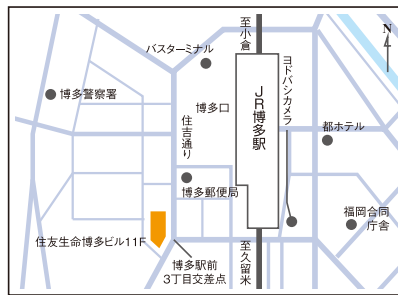 至小倉
N
バスターミナル
ヨドバシカメラ
博多警察署
博多口
JR博多駅
住吉通り
都ホテル
博多郵便局
福岡合同
庁舎
住友生命博多ビル11F
至久留米
博多駅前
3丁目交差点